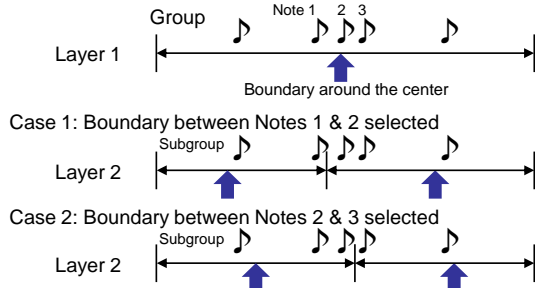 Group
Note 1 2 3
Layer 1
Boundary around the center
Case 1: Boundary between Notes 1 & 2 selected
Subgroup
Layer 2
Case 2: Boundary between Notes 2 & 3 selected
Subgroup
Layer 2